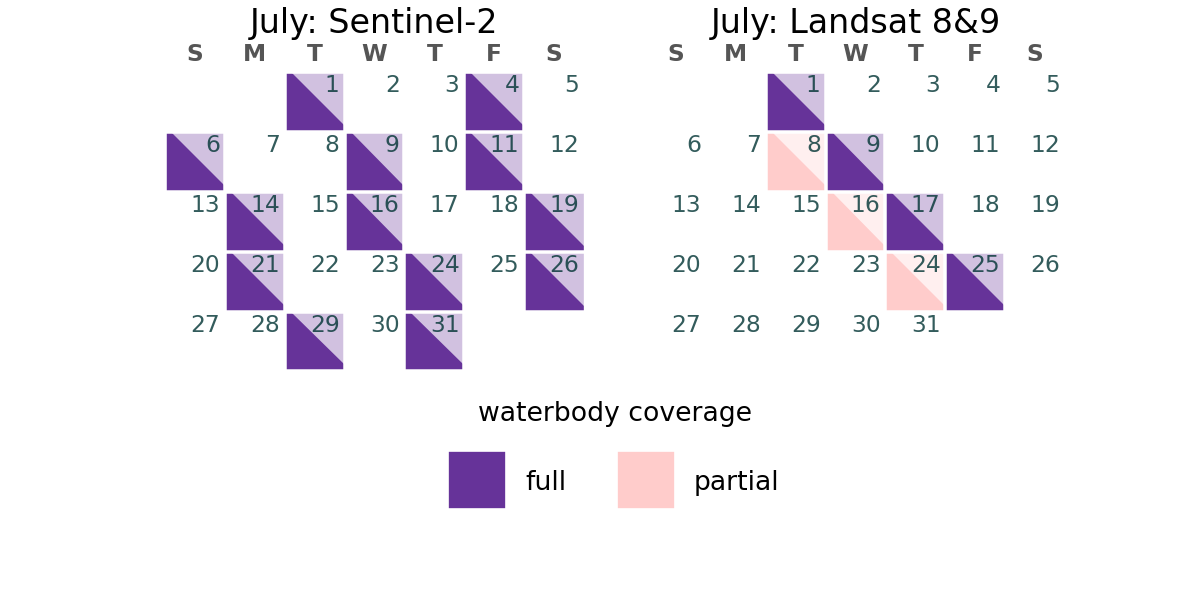 July: Sentinel-2
S M T W T F S
1 2 3 4 5
6 7 8 9 10 11 12
13 14 15 16 17 18 19
20 21 22 23 24 25 26
27 28 29 30 31
July: Landsat 8&9
S M T W T F S
1 2 3 4 5
6 7 8 9 10 11 12
13 14 15 16 17 18 19
20 21 22 23 24 25 26
27 28 29 30 31
waterbody coverage
full partial